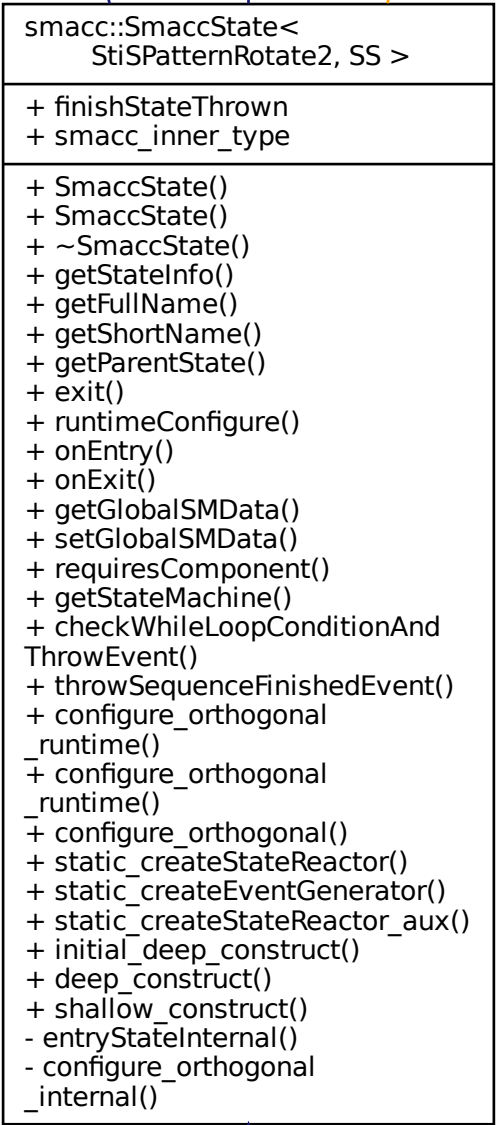 smacc::SmaccState<
StiSPatternRotate2, SS >
+ finishStateThrown
+ smacc_inner_type
+ SmaccState()
+ SmaccState()
+ ~SmaccState()
+ getStateInfo()
+ getFullName()
+ getShortName()
+ getParentState()
+ exit()
+ runtimeConfigure()
+ onEntry()
+ onExit()
+ getGlobalSMData()
+ setGlobalSMData()
+ requiresComponent()
+ getStateMachine()
+ checkWhileLoopConditionAnd
ThrowEvent()
+ throwSequenceFinishedEvent()
+ configure_orthogonal
_runtime()
+ configure_orthogonal
_runtime()
+ configure_orthogonal()
+ static_createStateReactor()
+ static_createEventGenerator()
+ static_createStateReactor_aux()
+ initial_deep_construct()
+ deep_construct()
+ shallow_construct()
- entryStateInternal()
- configure_orthogonal
_internal()